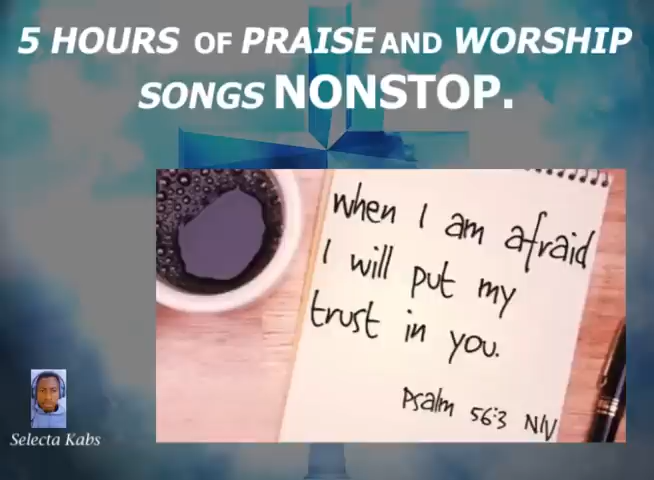 5 HOURS OF PRAISE AND WORSHIP
SONGS NONSTOP.
when I am afraid
I will put my
trust in you.
Psalm 56:3 NIV
Selecta Kabs